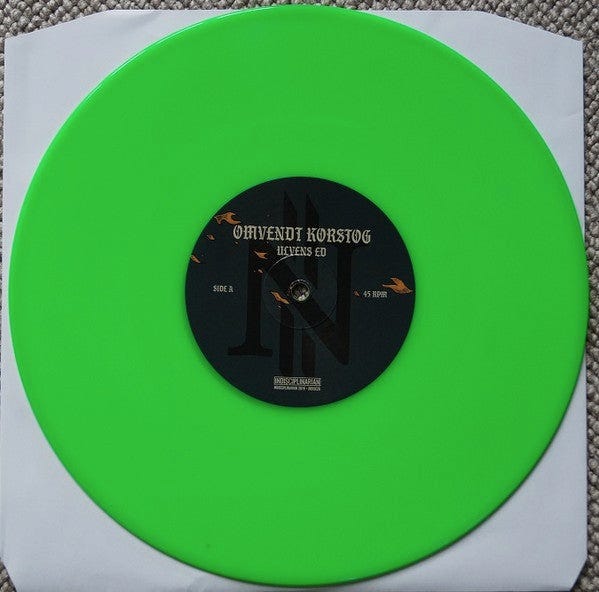 OMVENDT KORSTOG
ULVENS ED
SIDE A
45 RPM
INDISCIPLINARIAN